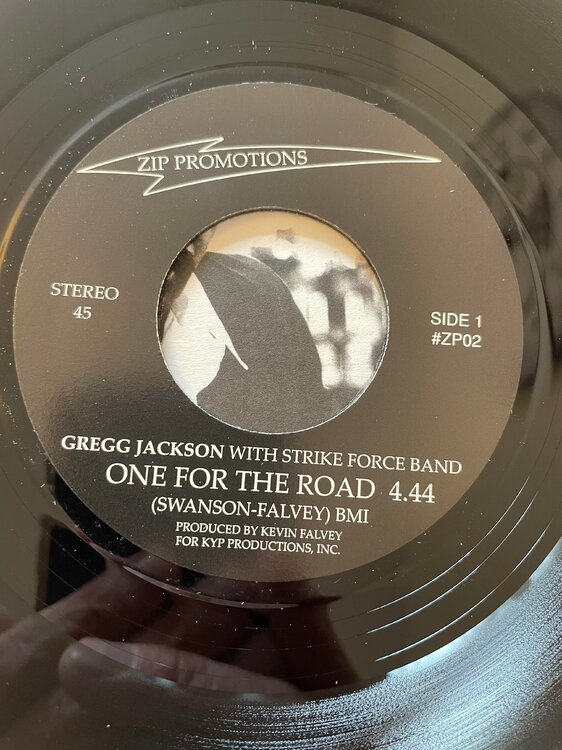 ZIP PROMOTIONS
STEREO
45
SIDE 1
#ZP02
GREGG JACKSON WITH STRIKE FORCE BAND
ONE FOR THE ROAD 4.44
(SWANSON-FALVEY) BMI
PRODUCED BY KEVIN FALVEY
FOR KYP PRODUCTIONS, INC.